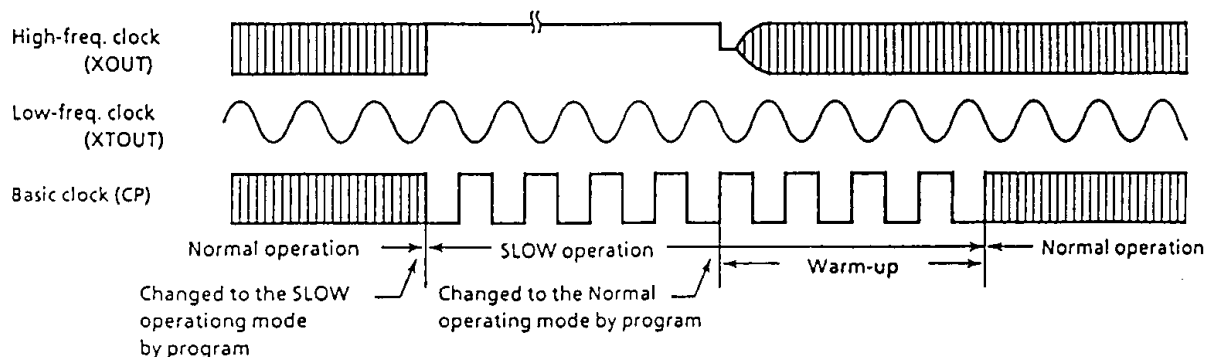 High-freq. clock
(XOUT)
Low-freq. clock
(XTOUT)
Basic clock (CP)
Normal operation
SLOW operation
Normal operation
Warm-up
Changed to the SLOW
operationg mode
by program
Changed to the Normal
operating mode by program